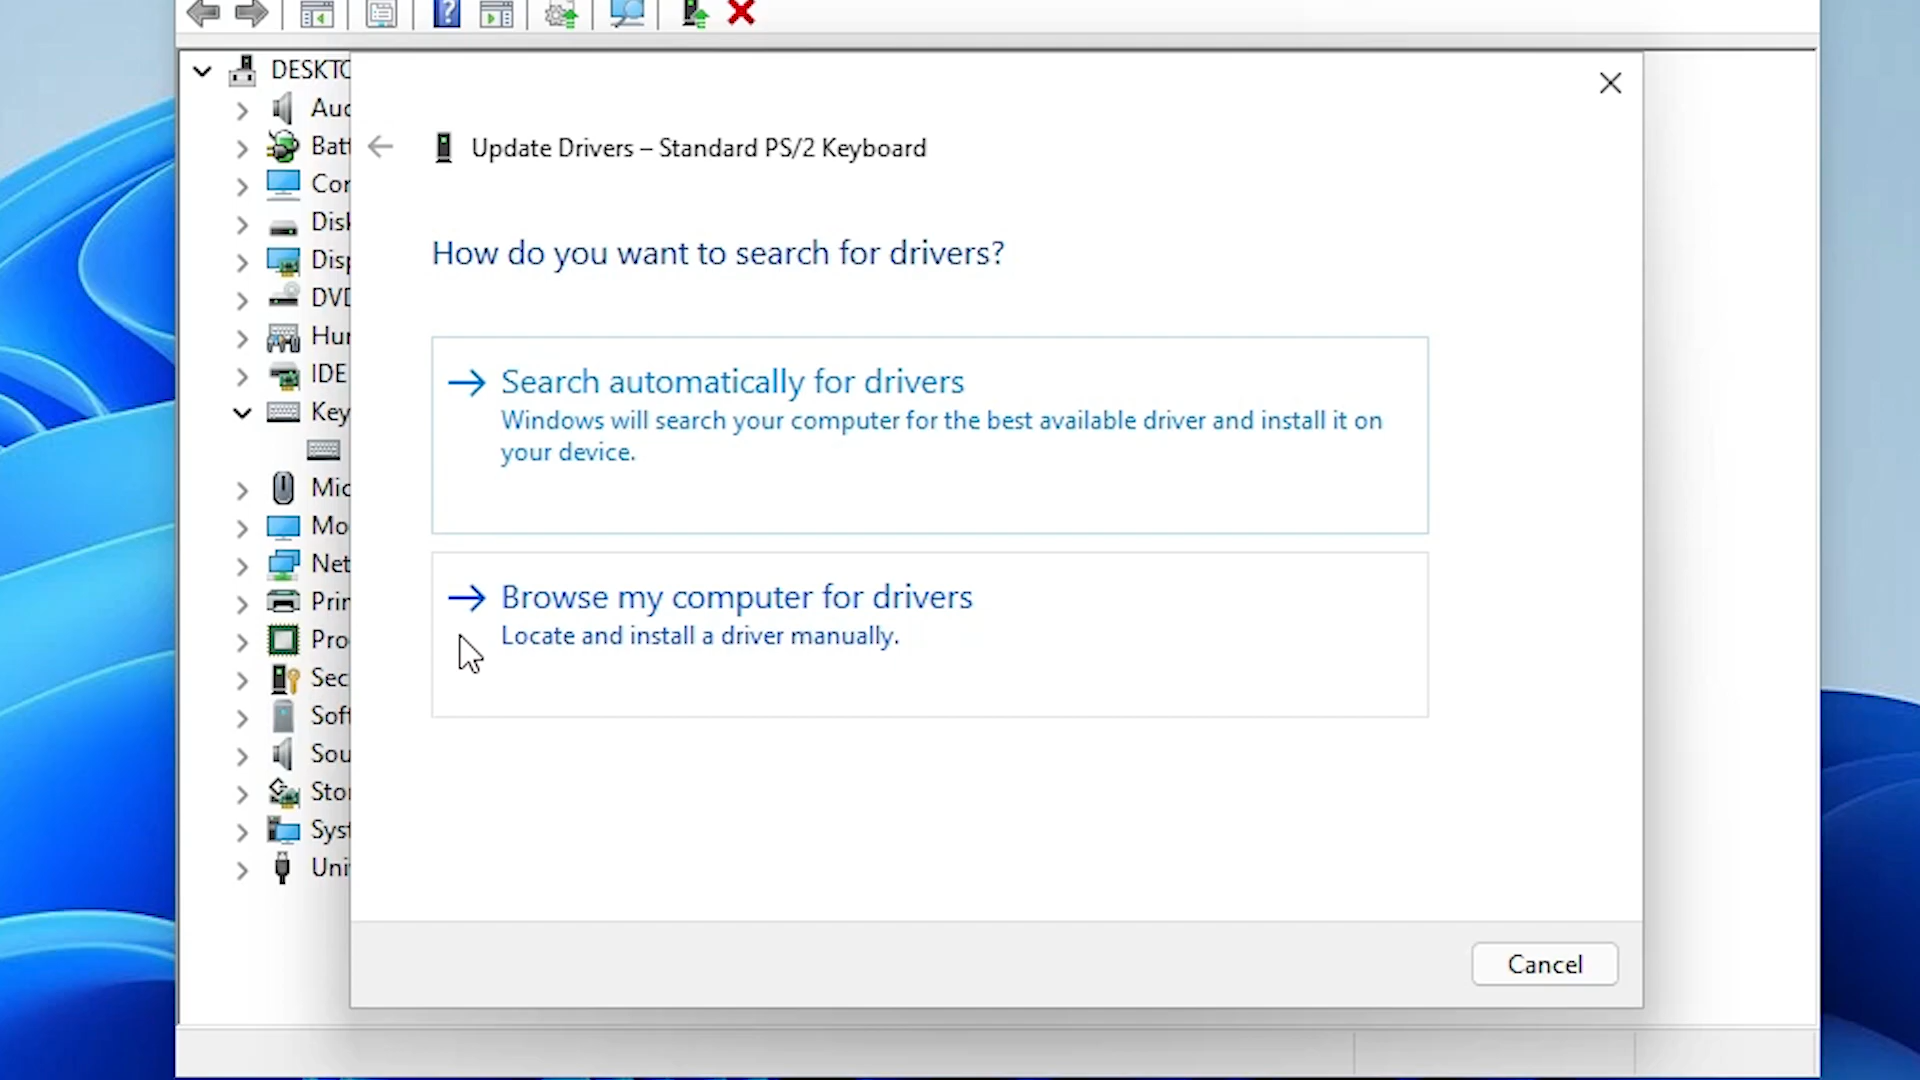 DESKTO
Update Drivers – Standard PS/2 Keyboard
How do you want to search for drivers?
Search automatically for drivers
Windows will search your computer for the best available driver and install it on
your device.
Browse my computer for drivers
Locate and install a driver manually.
Cancel
Aud
Batt
Cor
Disk
Disp
DVD
Hur
IDE
Key
Mic
Mo
Net
Prin
Pro
Sec
Soft
Sou
Stor
Syst
Uni